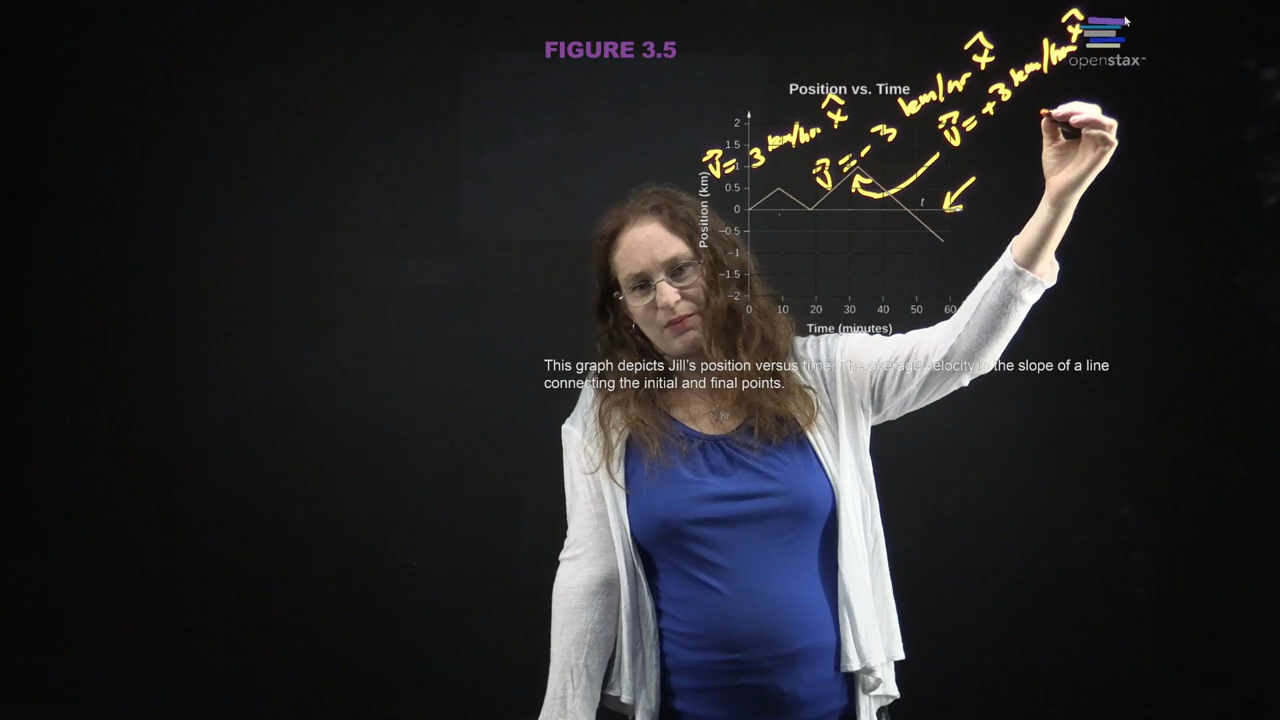 FIGURE 3.5
openstax
Position vs. Time
v⃗ = 3 km/hr x̂
v⃗ = -3 km/hr x̂
v⃗ = +3 km/hr x̂
Position (km)
2
1.5
1
0.5
0
−0.5
−1
−1.5
−2
t
0 10 20 30 40 50 60
Time (minutes)
This graph depicts Jill’s position versus time. The average velocity is the slope of a line
connecting the initial and final points.